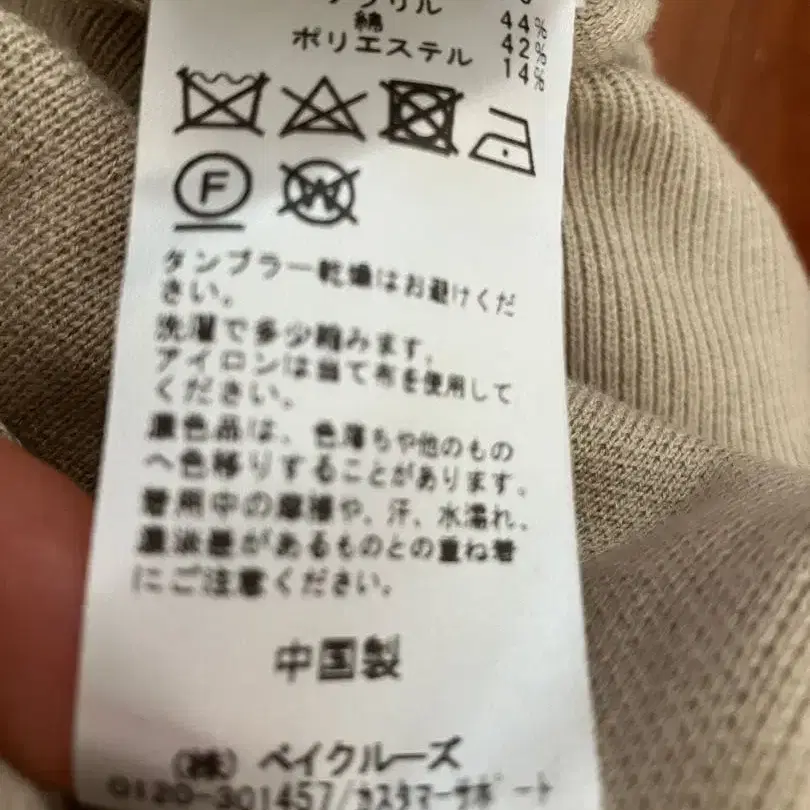 アクリル 44%
綿 42%
ポリエステル 14%
F
W
タンブラー乾燥はお避けくだ
さい。
洗濯で多少縮みます。
アイロンは当て布を使用して
ください。
濃色品は、色落ちや他のもの
へ色移りすることがあります。
着用中の摩擦や、汗、水濡れ、
濃淡差があるものとの重ね着
にご注意ください。
中国製
(株) ベイクルーズ
0120-301457/カスタマーサポート